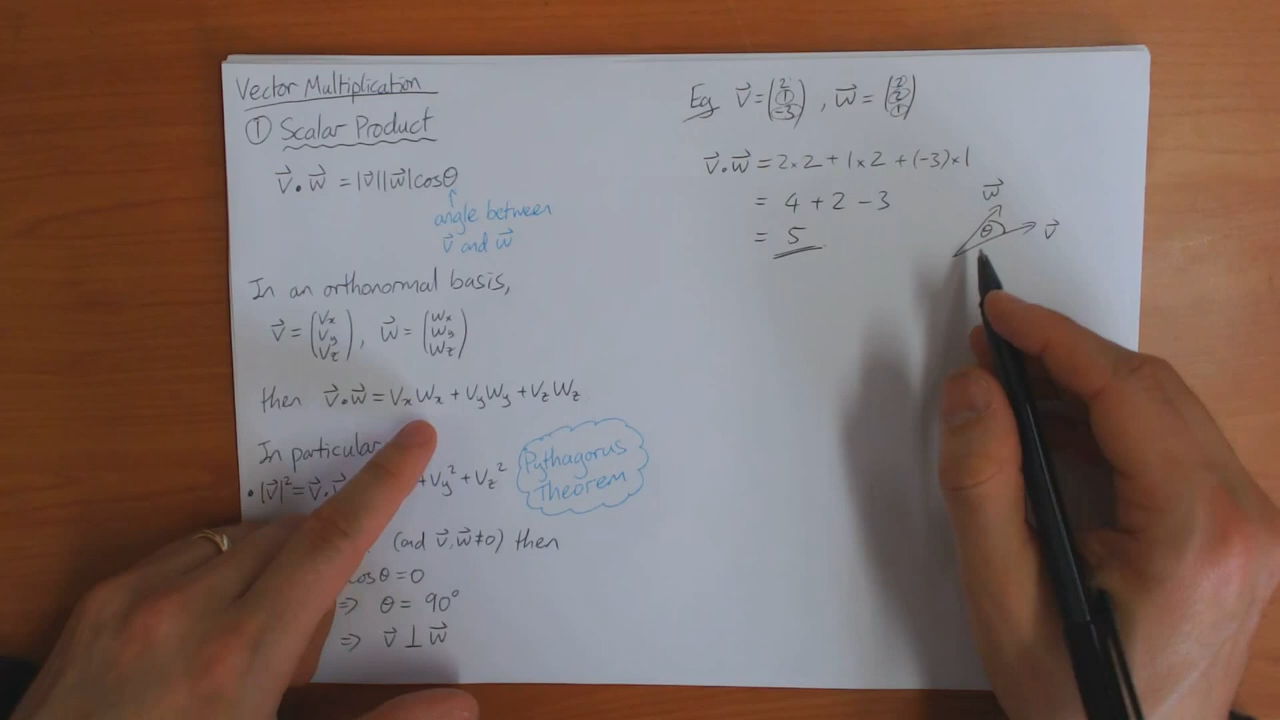 Vector Multiplication
① Scalar Product
v⃗ . w⃗ = |v⃗||w⃗|cosθ
↑
angle between
v⃗ and w⃗
In an orthonormal basis,
v⃗ = (Vx Vy Vz), w⃗ = (Wx Wy Wz)
then v⃗ . w⃗ = VxWx + VyWy + VzWz
In particular
• |v⃗|² = v⃗ . v⃗ + Vy² + Vz²
Pythagorus
Theorem
(and v⃗, w⃗ ≠ 0) then
cosθ = 0
⇒ θ = 90°
⇒ v⃗ ⊥ w⃗
Eg v⃗ = (2 1 -3), w⃗ = (2 2 1)
v⃗ . w⃗ = 2×2 + 1×2 + (-3)×1
= 4 + 2 - 3
= 5
w⃗
θ
v⃗